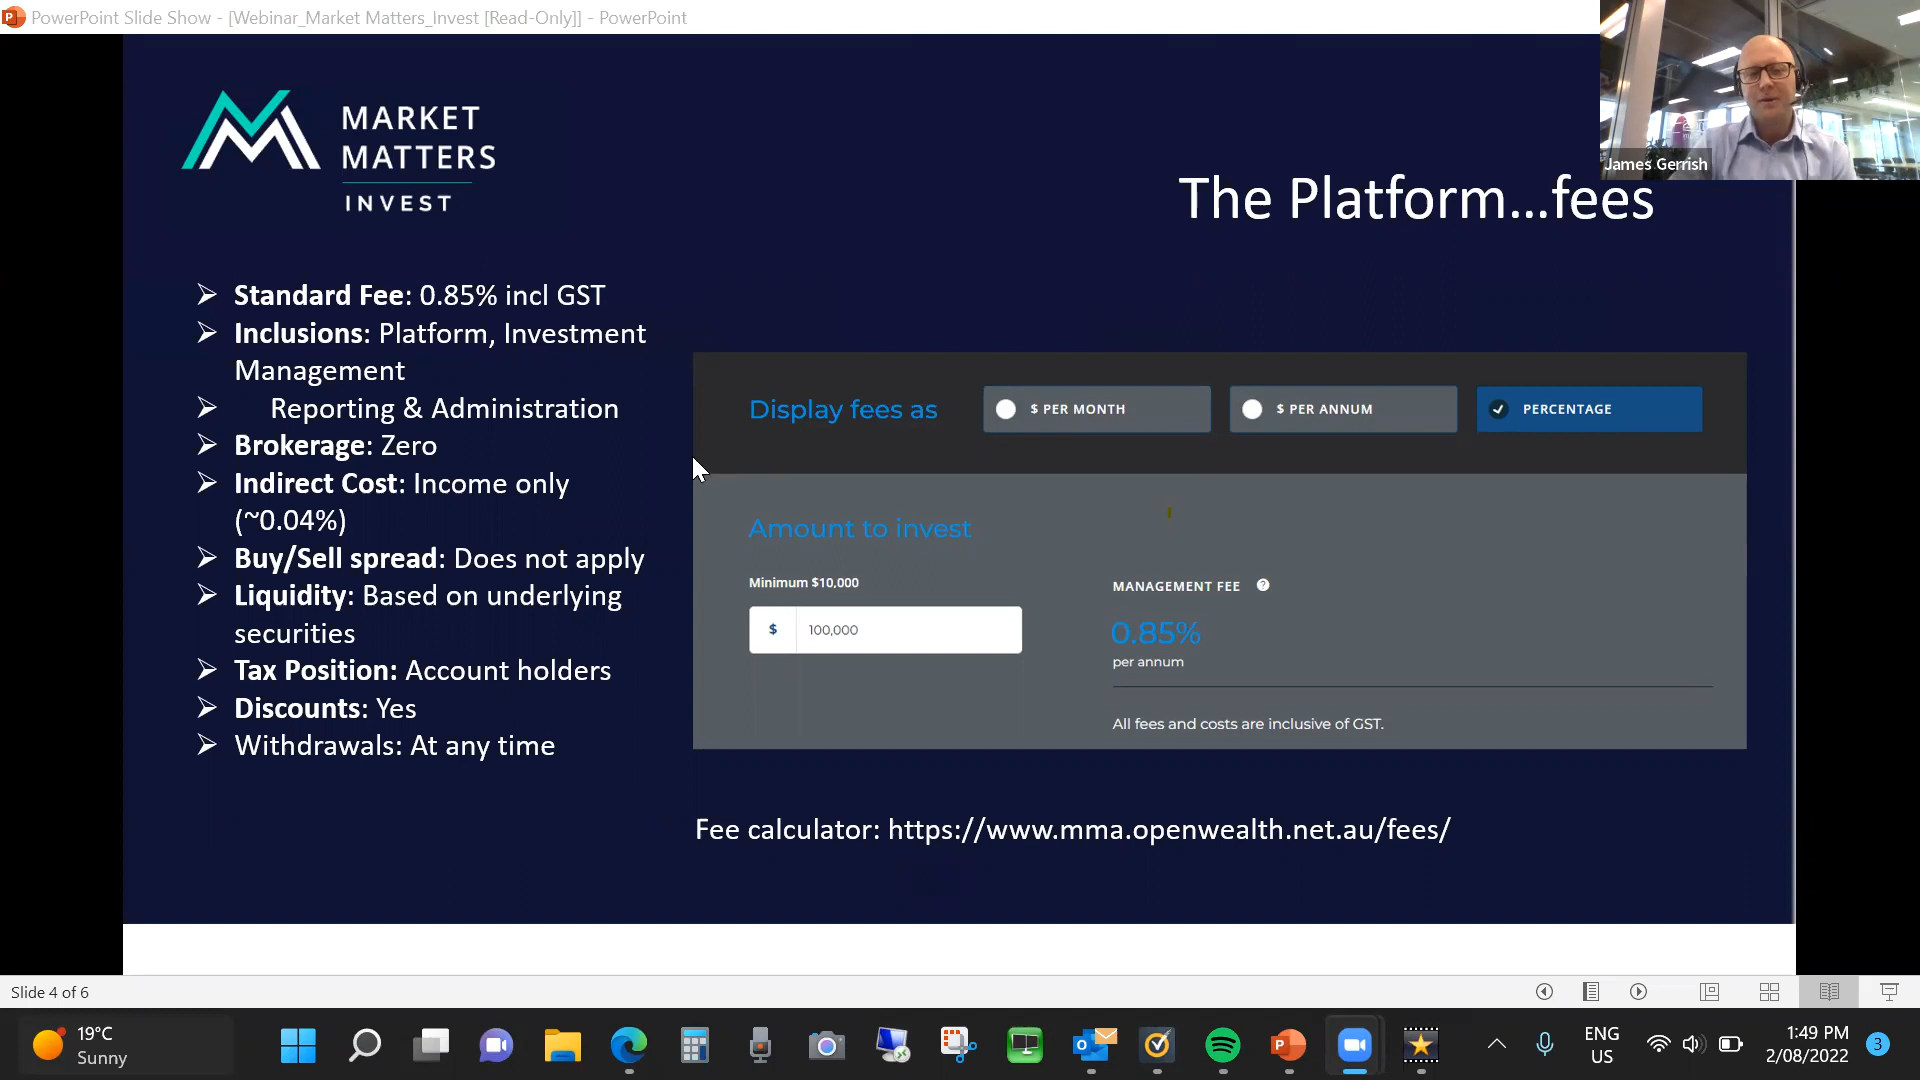 PowerPoint Slide Show - [Webinar_Market Matters_Invest [Read-Only]] - PowerPoint
James Gerrish
MARKET
MATTERS
INVEST
The Platform...fees
Standard Fee: 0.85% incl GST
Inclusions: Platform, Investment
Management
Reporting & Administration
Brokerage: Zero
Indirect Cost: Income only
(~0.04%)
Buy/Sell spread: Does not apply
Liquidity: Based on underlying
securities
Tax Position: Account holders
Discounts: Yes
Withdrawals: At any time
Display fees as
$ PER MONTH
$ PER ANNUM
PERCENTAGE
Amount to invest
Minimum $10,000
$ 100,000
MANAGEMENT FEE ?
0.85%
per annum
All fees and costs are inclusive of GST.
Fee calculator: https://www.mma.openwealth.net.au/fees/
Slide 4 of 6
19°C
Sunny
ENG
US
1:49 PM
2/08/2022
3